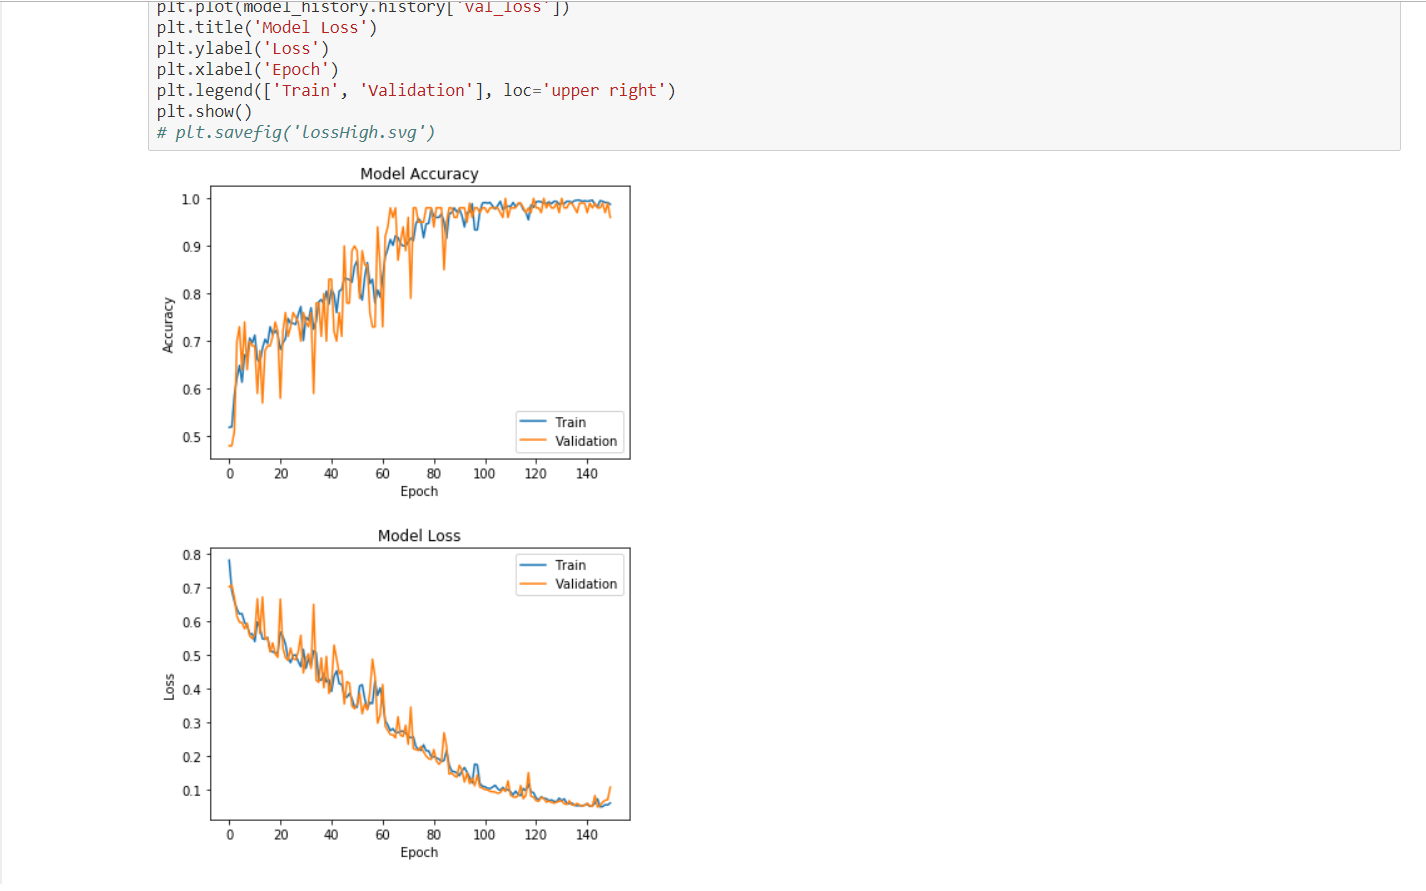 plt.plot(model_history.history['val_loss'])
plt.title('Model Loss')
plt.ylabel('Loss')
plt.xlabel('Epoch')
plt.legend(['Train', 'Validation'], loc='upper right')
plt.show()
# plt.savefig('lossHigh.svg')
Model Accuracy
1.0
0.9
0.8
0.7
0.6
0.5
Accuracy
Train
Validation
0 20 40 60 80 100 120 140
Epoch
Model Loss
0.8
0.7
0.6
0.5
0.4
0.3
0.2
0.1
Loss
Train
Validation
0 20 40 60 80 100 120 140
Epoch